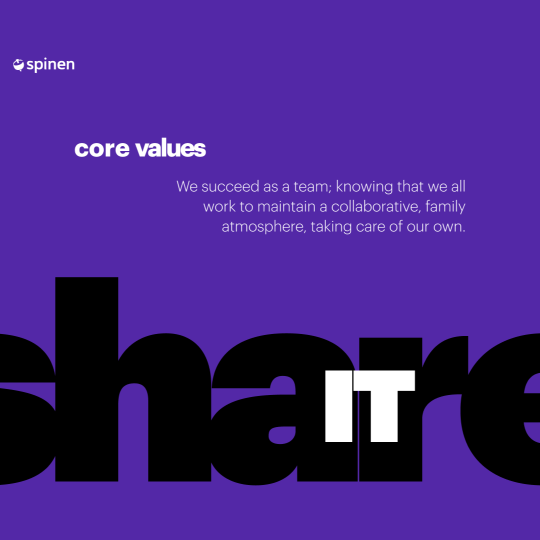 spinen
core values
We succeed as a team; knowing that we all
work to maintain a collaborative, family
atmosphere, taking care of our own.
share
IT